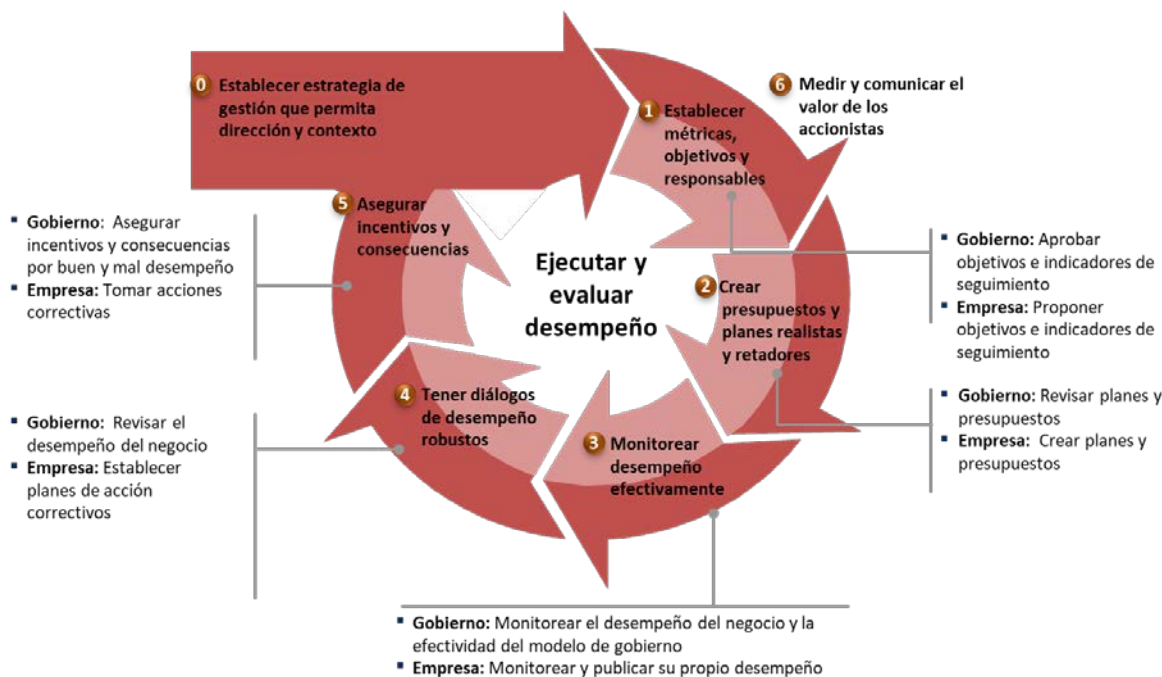 0 Establecer estrategia de
gestión que permita
dirección y contexto
1 Establecer
métricas,
objetivos y
responsables
6 Medir y comunicar el
valor de los
accionistas
5 Asegurar
incentivos y
consecuencias
▪ Gobierno: Asegurar
incentivos y consecuencias
por buen y mal desempeño
▪ Empresa: Tomar acciones
correctivas
Ejecutar y
evaluar
desempeño
2 Crear
presupuestos y
planes realistas
y retadores
▪ Gobierno: Aprobar
objetivos e indicadores de
seguimiento
▪ Empresa: Proponer
objetivos e indicadores de
seguimiento
4 Tener diálogos
de desempeño
robustos
▪ Gobierno: Revisar el
desempeño del negocio
▪ Empresa: Establecer
planes de acción
correctivos
3 Monitorear
desempeño
efectivamente
▪ Gobierno: Revisar planes y
presupuestos
▪ Empresa: Crear planes y
presupuestos
▪ Gobierno: Monitorear el desempeño del negocio y la
efectividad del modelo de gobierno
▪ Empresa: Monitorear y publicar su propio desempeño